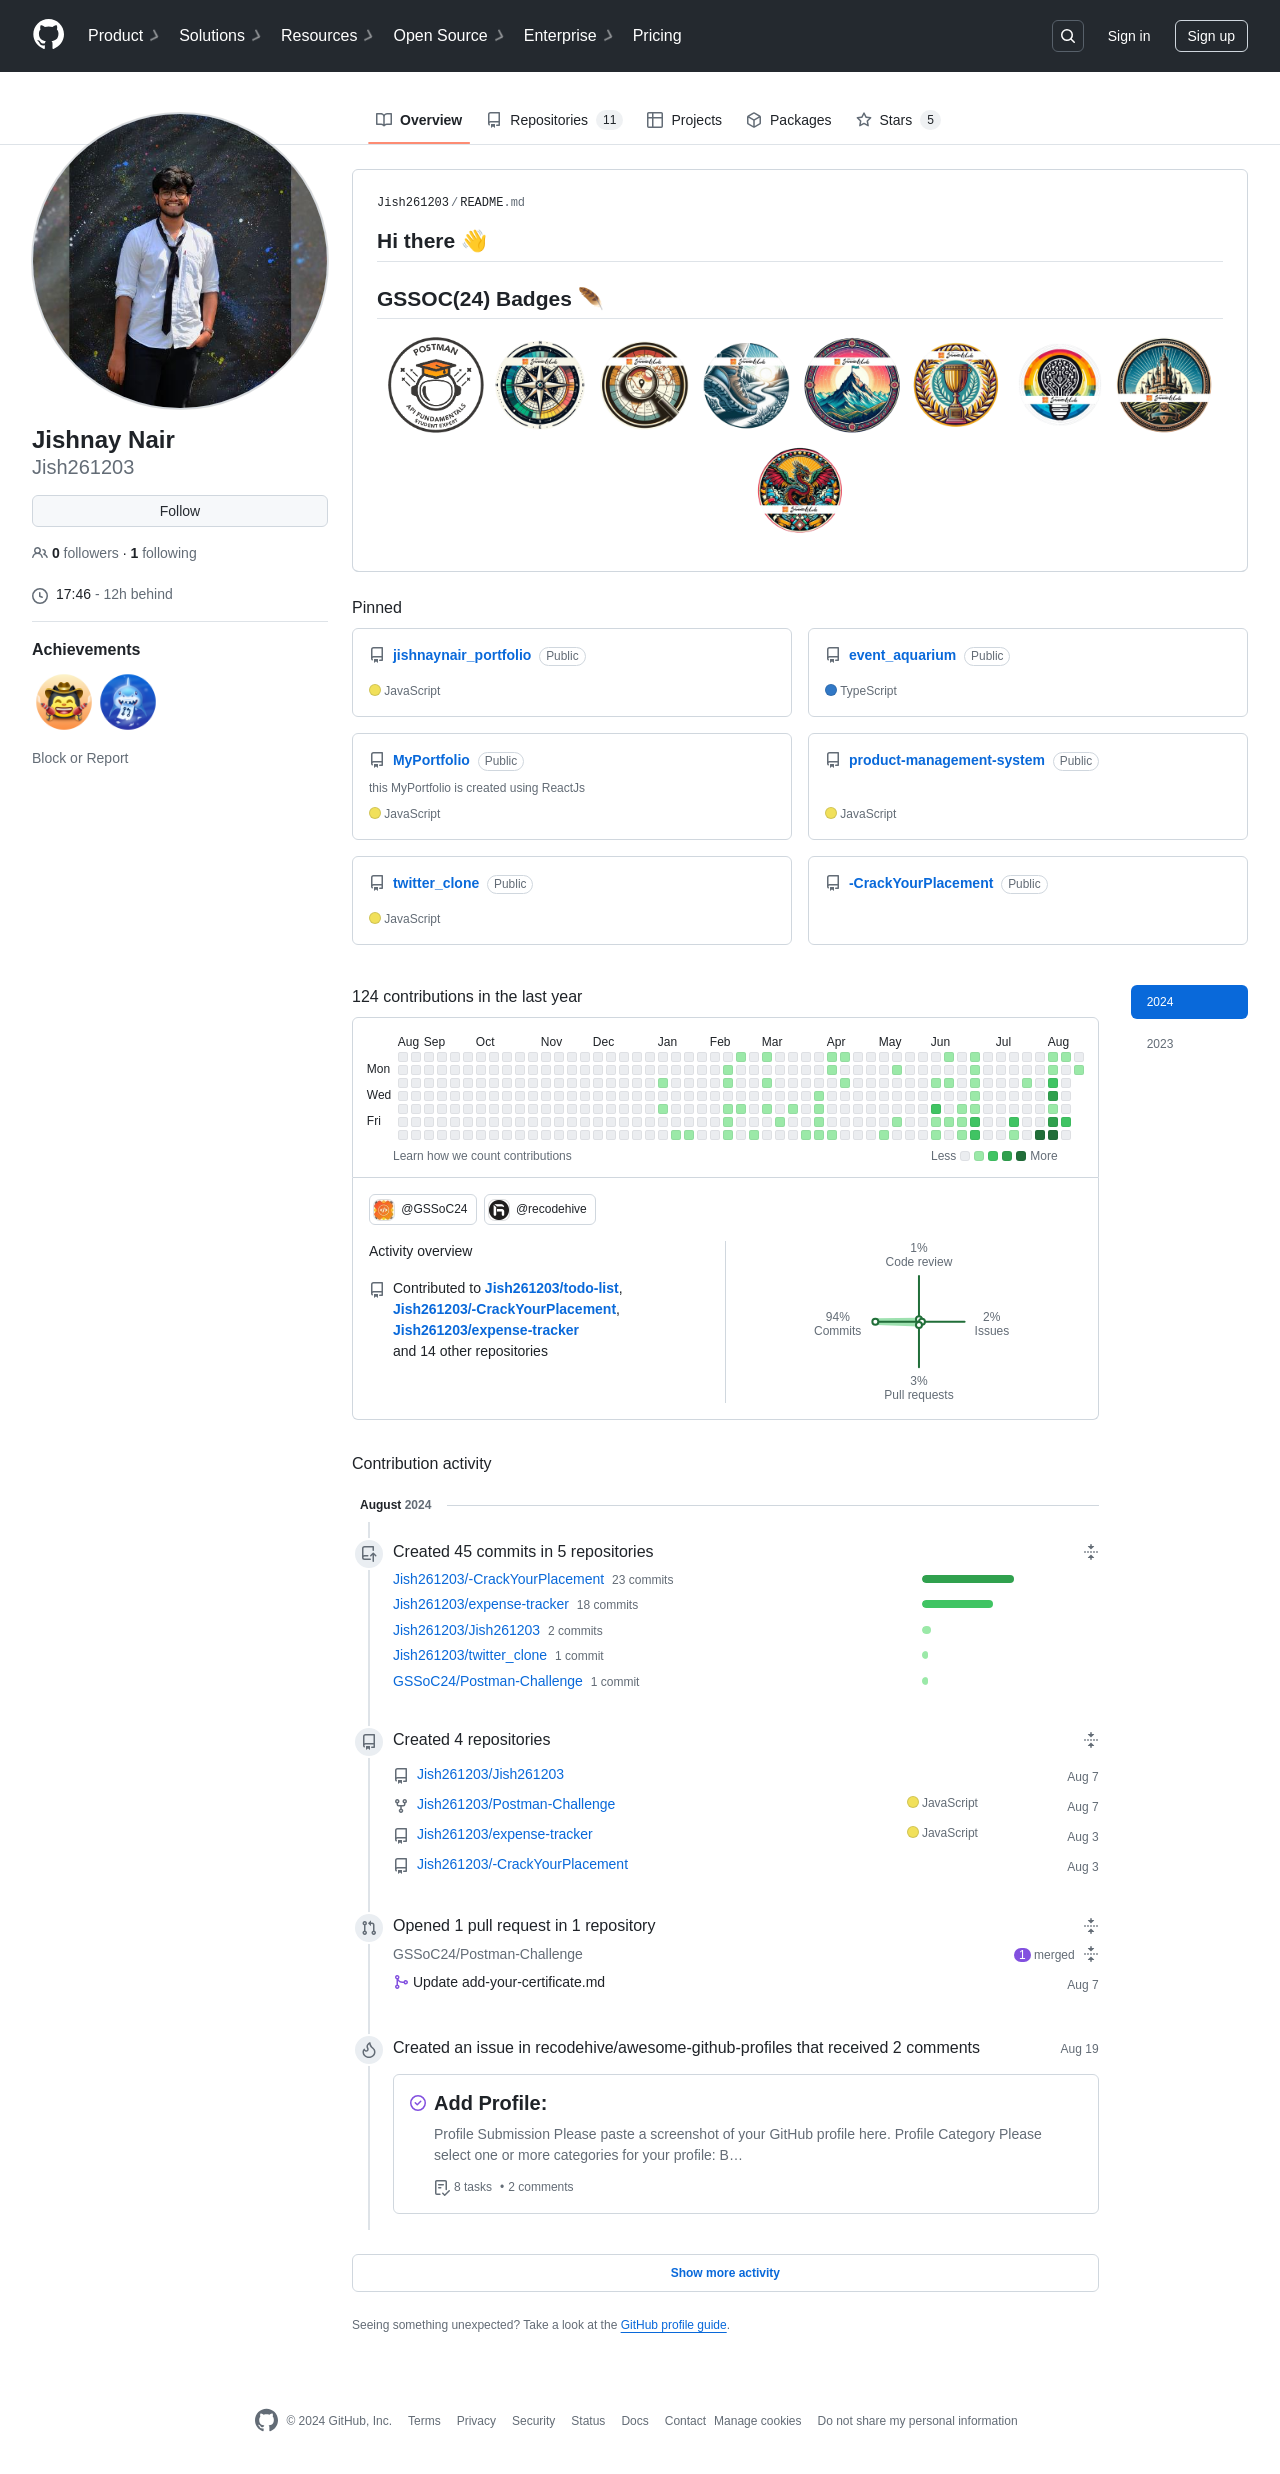 Product Solutions Resources Open Source Enterprise Pricing Sign in Sign up
Overview Repositories 11 Projects Packages Stars 5
Jishnay Nair
Jish261203
Follow
0 followers · 1 following
17:46 - 12h behind
Achievements
Block or Report
Jish261203/README.md
Hi there 👋
GSSOC(24) Badges 🪶
POSTMAN
API FUNDAMENTALS
STUDENT EXPERT
Pinned
jishnaynair_portfolio Public
JavaScript
event_aquarium Public
TypeScript
MyPortfolio Public
this MyPortfolio is created using ReactJs
JavaScript
product-management-system Public
JavaScript
twitter_clone Public
JavaScript
-CrackYourPlacement Public
124 contributions in the last year
2024
2023
Aug Sep Oct Nov Dec Jan Feb Mar Apr May Jun Jul Aug
Mon
Wed
Fri
Learn how we count contributions
Less More
@GSSoC24 @recodehive
Activity overview
Contributed to Jish261203/todo-list,
Jish261203/-CrackYourPlacement,
Jish261203/expense-tracker
and 14 other repositories
1%
Code review
94%
Commits
2%
Issues
3%
Pull requests
Contribution activity
August 2024
Created 45 commits in 5 repositories
Jish261203/-CrackYourPlacement 23 commits
Jish261203/expense-tracker 18 commits
Jish261203/Jish261203 2 commits
Jish261203/twitter_clone 1 commit
GSSoC24/Postman-Challenge 1 commit
Created 4 repositories
Jish261203/Jish261203 Aug 7
Jish261203/Postman-Challenge JavaScript Aug 7
Jish261203/expense-tracker JavaScript Aug 3
Jish261203/-CrackYourPlacement Aug 3
Opened 1 pull request in 1 repository
GSSoC24/Postman-Challenge 1 merged
Update add-your-certificate.md Aug 7
Created an issue in recodehive/awesome-github-profiles that received 2 comments Aug 19
Add Profile:
Profile Submission Please paste a screenshot of your GitHub profile here. Profile Category Please
select one or more categories for your profile: B…
8 tasks • 2 comments
Show more activity
Seeing something unexpected? Take a look at the GitHub profile guide.
© 2024 GitHub, Inc. Terms Privacy Security Status Docs Contact Manage cookies Do not share my personal information